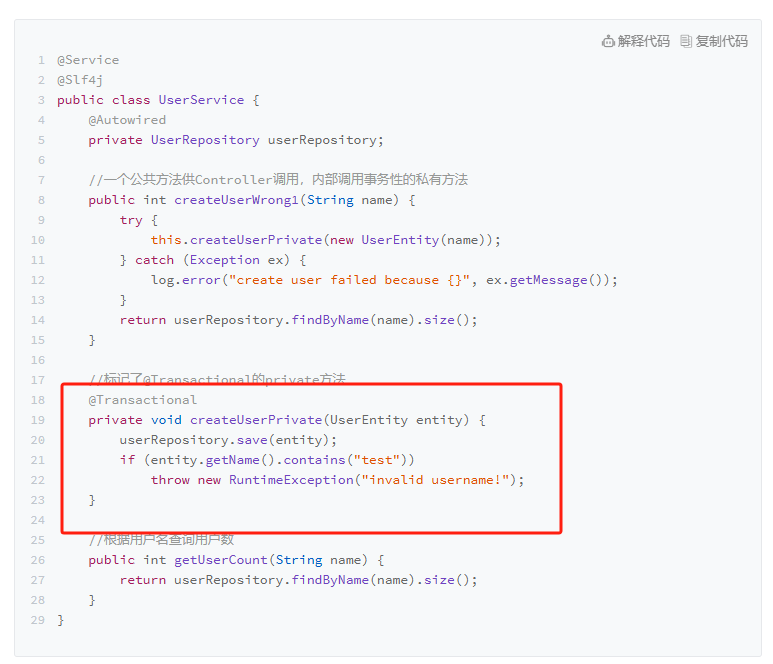 解释代码 复制代码
1 @Service
2 @Slf4j
3 public class UserService {
4     @Autowired
5     private UserRepository userRepository;
6
7     //一个公共方法供Controller调用，内部调用事务性的私有方法
8     public int createUserWrong1(String name) {
9         try {
10             this.createUserPrivate(new UserEntity(name));
11         } catch (Exception ex) {
12             log.error("create user failed because {}", ex.getMessage());
13         }
14         return userRepository.findByName(name).size();
15     }
16
17     //标记了@Transactional的private方法
18     @Transactional
19     private void createUserPrivate(UserEntity entity) {
20         userRepository.save(entity);
21         if (entity.getName().contains("test"))
22             throw new RuntimeException("invalid username!");
23     }
24
25     //根据用户名查询用户数
26     public int getUserCount(String name) {
27         return userRepository.findByName(name).size();
28     }
29 }